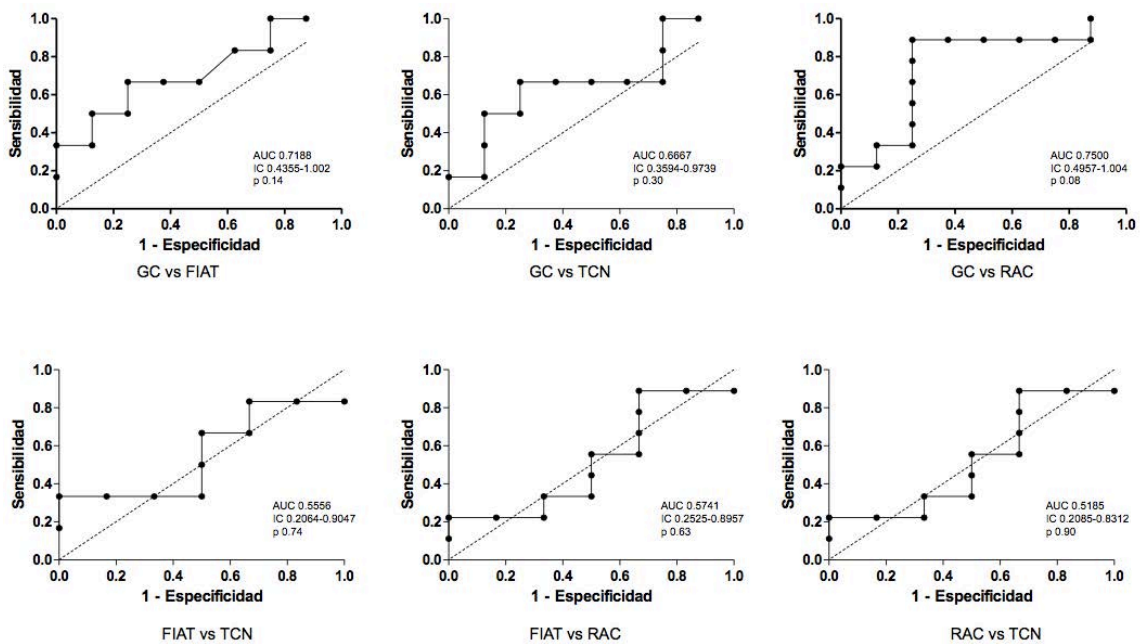 Sensibilidad
1.0
0.8
0.6
0.4
0.2
0.0
AUC 0.7188
IC 0.4355-1.002
p 0.14
0.0 0.2 0.4 0.6 0.8 1.0
1 - Especificidad
GC vs FIAT
Sensibilidad
1.0
0.8
0.6
0.4
0.2
0.0
AUC 0.6667
IC 0.3594-0.9739
p 0.30
0.0 0.2 0.4 0.6 0.8 1.0
1 - Especificidad
GC vs TCN
Sensibilidad
1.0
0.8
0.6
0.4
0.2
0.0
AUC 0.7500
IC 0.4957-1.004
p 0.08
0.0 0.2 0.4 0.6 0.8 1.0
1 - Especificidad
GC vs RAC
Sensibilidad
1.0
0.8
0.6
0.4
0.2
0.0
AUC 0.5556
IC 0.2064-0.9047
p 0.74
0.0 0.2 0.4 0.6 0.8 1.0
1 - Especificidad
FIAT vs TCN
Sensibilidad
1.0
0.8
0.6
0.4
0.2
0.0
AUC 0.5741
IC 0.2525-0.8957
p 0.63
0.0 0.2 0.4 0.6 0.8 1.0
1 - Especificidad
FIAT vs RAC
Sensibilidad
1.0
0.8
0.6
0.4
0.2
0.0
AUC 0.5185
IC 0.2085-0.8312
p 0.90
0.0 0.2 0.4 0.6 0.8 1.0
1 - Especificidad
RAC vs TCN